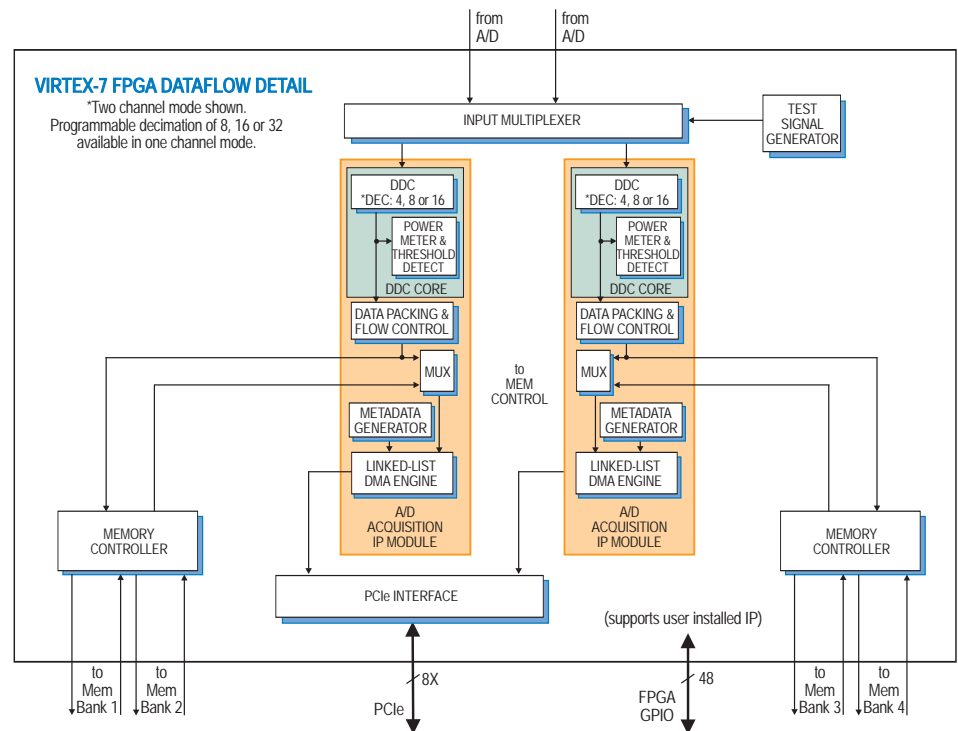 from
A/D
from
A/D
VIRTEX-7 FPGA DATAFLOW DETAIL
*Two channel mode shown.
Programmable decimation of 8, 16 or 32
available in one channel mode.
INPUT MULTIPLEXER
TEST
SIGNAL
GENERATOR
DDC
*DEC: 4, 8 or 16
POWER
METER &
THRESHOLD
DETECT
DDC CORE
DATA PACKING &
FLOW CONTROL
MUX
METADATA
GENERATOR
LINKED-LIST
DMA ENGINE
A/D
ACQUISITION
IP MODULE
to
MEM
CONTROL
DDC
*DEC: 4, 8 or 16
POWER
METER &
THRESHOLD
DETECT
DDC CORE
DATA PACKING &
FLOW CONTROL
MUX
METADATA
GENERATOR
LINKED-LIST
DMA ENGINE
A/D
ACQUISITION
IP MODULE
MEMORY
CONTROLLER
MEMORY
CONTROLLER
PCIe INTERFACE
(supports user installed IP)
to
Mem
Bank 1
to
Mem
Bank 2
8X
PCIe
48
FPGA
GPIO
to
Mem
Bank 3
to
Mem
Bank 4